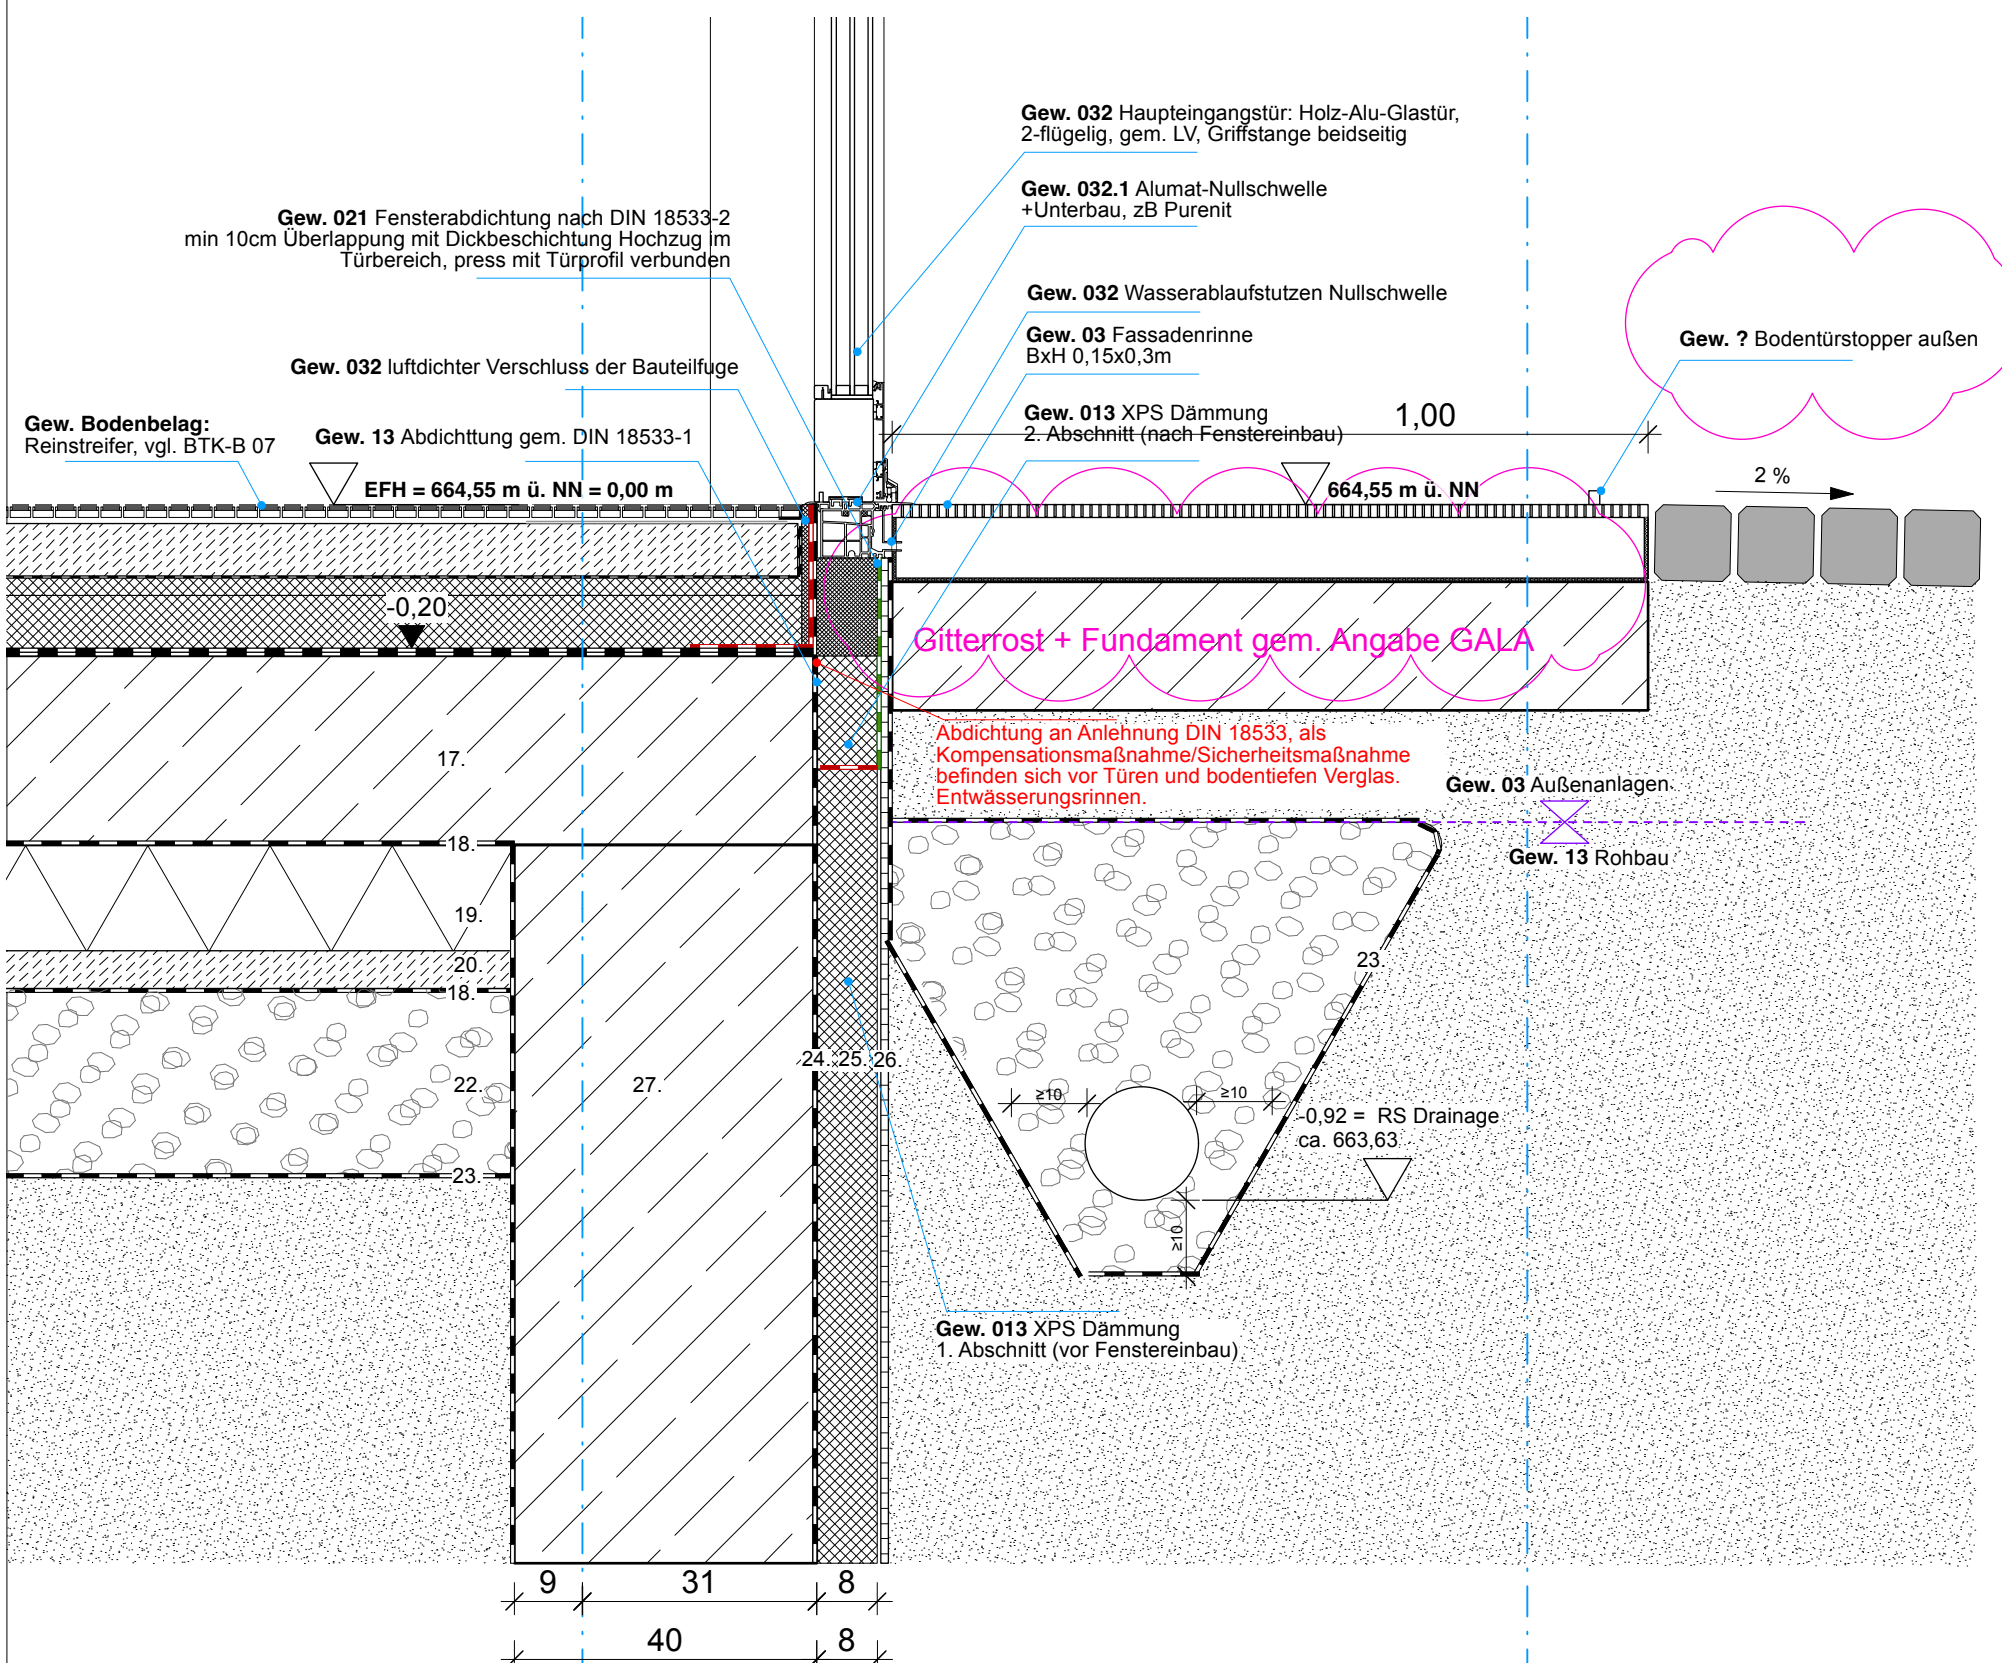 Gew. 032 Haupteingangstür: Holz-Alu-Glastür,
2-flügelig, gem. LV, Griffstange beidseitig
Gew. 032.1 Alumat-Nullschwelle
+Unterbau, zB Purenit
Gew. 021 Fensterabdichtung nach DIN 18533-2
min 10cm Überlappung mit Dickbeschichtung Hochzug im
Türbereich, press mit Türprofil verbunden
Gew. 032 Wasserablaufstutzen Nullschwelle
Gew. 03 Fassadenrinne
BxH 0,15x0,3m
Gew. ? Bodentürstopper außen
Gew. 032 luftdichter Verschluss der Bauteilfuge
Gew. 013 XPS Dämmung
2. Abschnitt (nach Fenstereinbau)
1,00
Gew. Bodenbelag:
Reinstreifer, vgl. BTK-B 07
Gew. 13 Abdichttung gem. DIN 18533-1
EFH = 664,55 m ü. NN = 0,00 m
664,55 m ü. NN
2 %
-0,20
Gitterrost + Fundament gem. Angabe GALA
Abdichtung an Anlehnung DIN 18533, als
Kompensationsmaßnahme/Sicherheitsmaßnahme
befinden sich vor Türen und bodentiefen Verglas.
Entwässerungsrinnen.
17.
Gew. 03 Außenanlagen
Gew. 13 Rohbau
18.
19.
20.
18.
23.
22.
27.
24.
25.
26.
≥10
≥10
-0,92 = RS Drainage
ca. 663,63
23.
≥10
Gew. 013 XPS Dämmung
1. Abschnitt (vor Fenstereinbau)
9
31
8
40
8